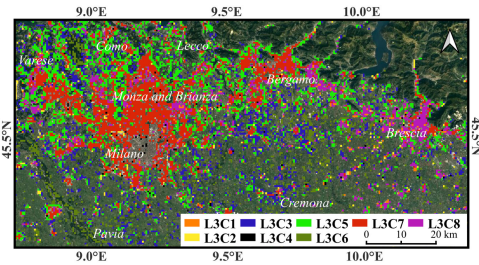 9.0°E 9.5°E 10.0°E
Como Lecco
Varese
Bergamo
Monza and Brianza
45.5°N 45.5°N
Brescia
Milano
Cremona
Pavia
L3C1 L3C3 L3C5 L3C7 L3C8
L3C2 L3C4 L3C6 0 10 20 km
9.0°E 9.5°E 10.0°E